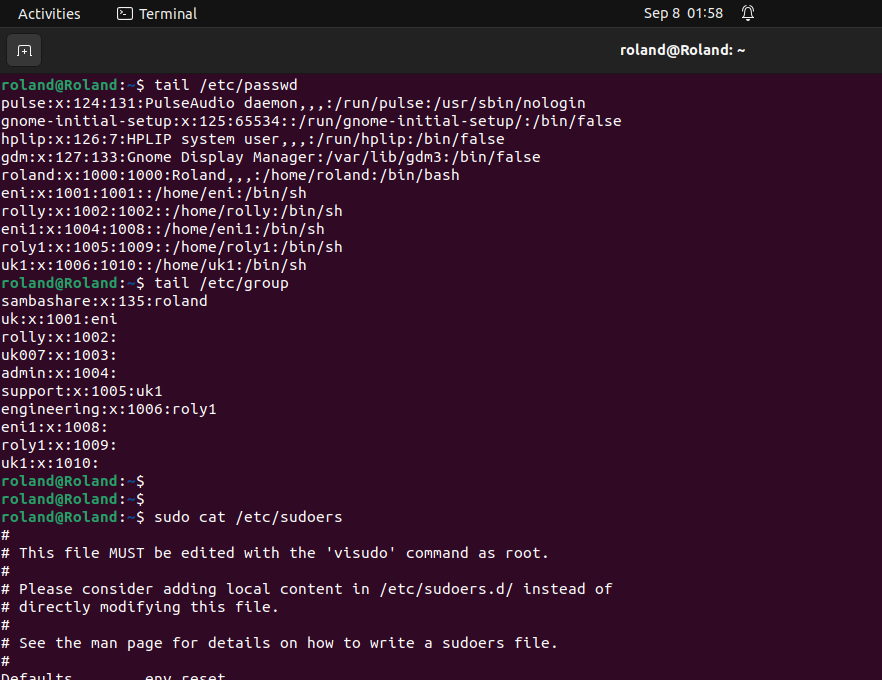 Activities
Terminal
Sep 8 01:58
roland@Roland: ~
roland@Roland:~$ tail /etc/passwd
pulse:x:124:131:PulseAudio daemon,,,:/run/pulse:/usr/sbin/nologin
gnome-initial-setup:x:125:65534::/run/gnome-initial-setup/:/bin/false
hplip:x:126:7:HPLIP system user,,,:/run/hplip:/bin/false
gdm:x:127:133:Gnome Display Manager:/var/lib/gdm3:/bin/false
roland:x:1000:1000:Roland,,,:/home/roland:/bin/bash
eni:x:1001:1001::/home/eni:/bin/sh
rolly:x:1002:1002::/home/rolly:/bin/sh
eni1:x:1004:1008::/home/eni1:/bin/sh
roly1:x:1005:1009::/home/roly1:/bin/sh
uk1:x:1006:1010::/home/uk1:/bin/sh
roland@Roland:~$ tail /etc/group
sambashare:x:135:roland
uk:x:1001:eni
rolly:x:1002:
uk007:x:1003:
admin:x:1004:
support:x:1005:uk1
engineering:x:1006:roly1
eni1:x:1008:
roly1:x:1009:
uk1:x:1010:
roland@Roland:~$
roland@Roland:~$
roland@Roland:~$ sudo cat /etc/sudoers
#
# This file MUST be edited with the 'visudo' command as root.
#
# Please consider adding local content in /etc/sudoers.d/ instead of
# directly modifying this file.
#
# See the man page for details on how to write a sudoers file.
#
Defaults        env_reset